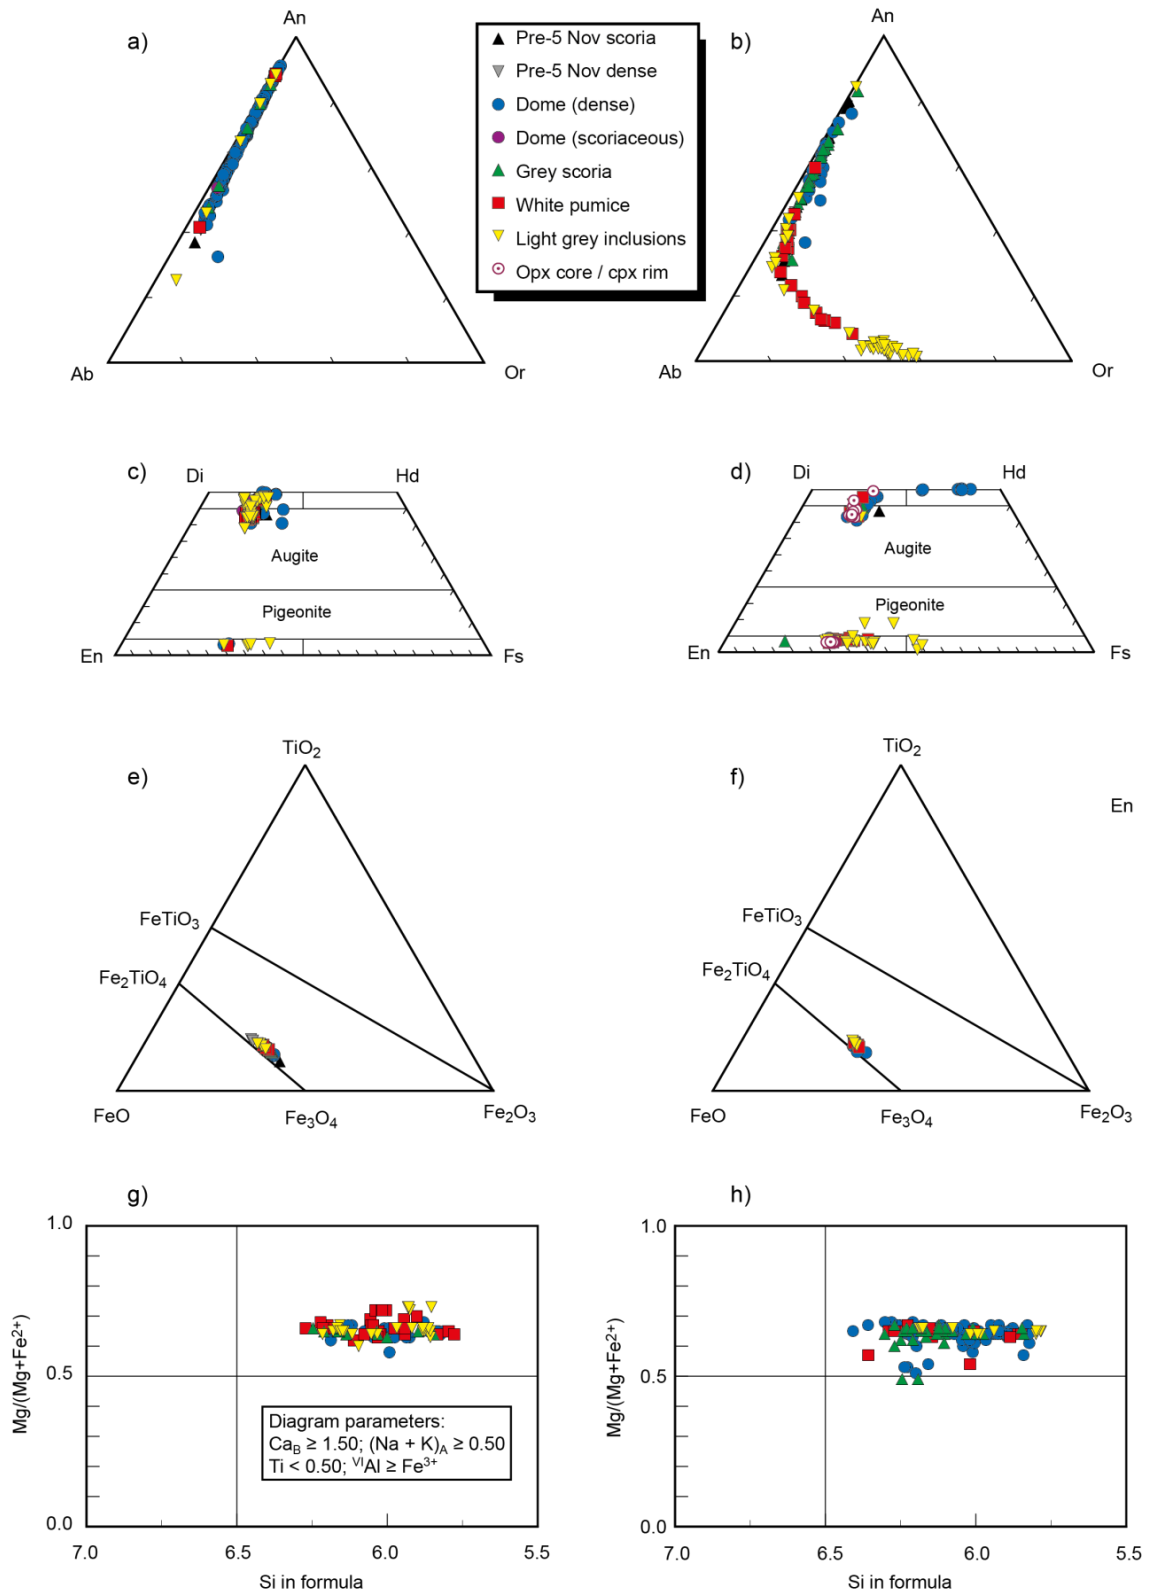 a)
An
Ab
Or
Pre-5 Nov scoria
Pre-5 Nov dense
Dome (dense)
Dome (scoriaceous)
Grey scoria
White pumice
Light grey inclusions
Opx core / cpx rim
b)
An
Ab
Or
c)
Di
Hd
Augite
Pigeonite
En
Fs
d)
Di
Hd
Augite
Pigeonite
En
Fs
e)
TiO2
FeTiO3
Fe2TiO4
FeO
Fe3O4
Fe2O3
f)
TiO2
En
FeTiO3
Fe2TiO4
FeO
Fe3O4
Fe2O3
g)
1.0
0.5
0.0
Mg/(Mg+Fe2+)
Diagram parameters:
CaB ≥ 1.50; (Na + K)A ≥ 0.50
Ti < 0.50; VIAl ≥ Fe3+
7.0
6.5
6.0
5.5
Si in formula
h)
1.0
0.5
0.0
Mg/(Mg+Fe2+)
7.0
6.5
6.0
5.5
Si in formula